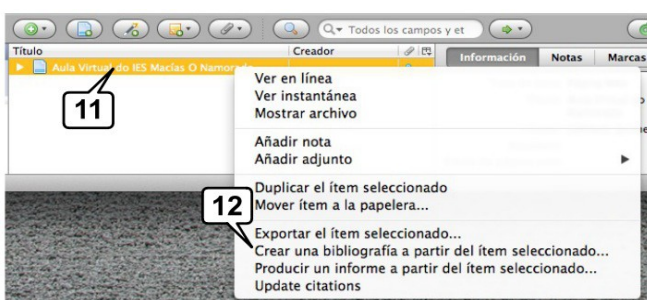 Todos los campos y et
Título Creador
Información Notas Marcas
Aula Virtual do IES Macías O Namorado
11
Ver en línea
Ver instantánea
Mostrar archivo
Añadir nota
Añadir adjunto
Duplicar el ítem seleccionado
Mover ítem a la papelera...
12
Exportar el ítem seleccionado...
Crear una bibliografía a partir del ítem seleccionado...
Producir un informe a partir del ítem seleccionado...
Update citations